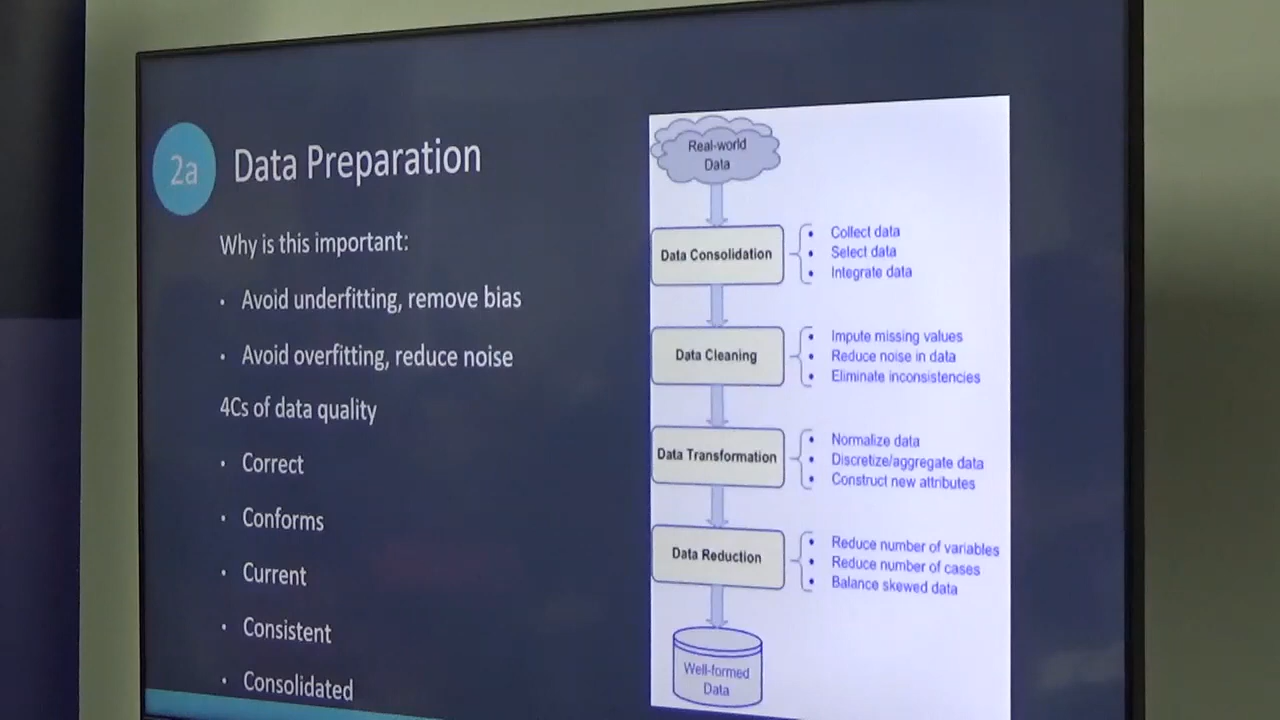 2a
Data Preparation
Why is this important:
• Avoid underfitting, remove bias
• Avoid overfitting, reduce noise
4Cs of data quality
• Correct
• Conforms
• Current
• Consistent
• Consolidated
Real-world
Data
Data Consolidation
• Collect data
• Select data
• Integrate data
Data Cleaning
• Impute missing values
• Reduce noise in data
• Eliminate inconsistencies
Data Transformation
• Normalize data
• Discretize/aggregate data
• Construct new attributes
Data Reduction
• Reduce number of variables
• Reduce number of cases
• Balance skewed data
Well-formed
Data